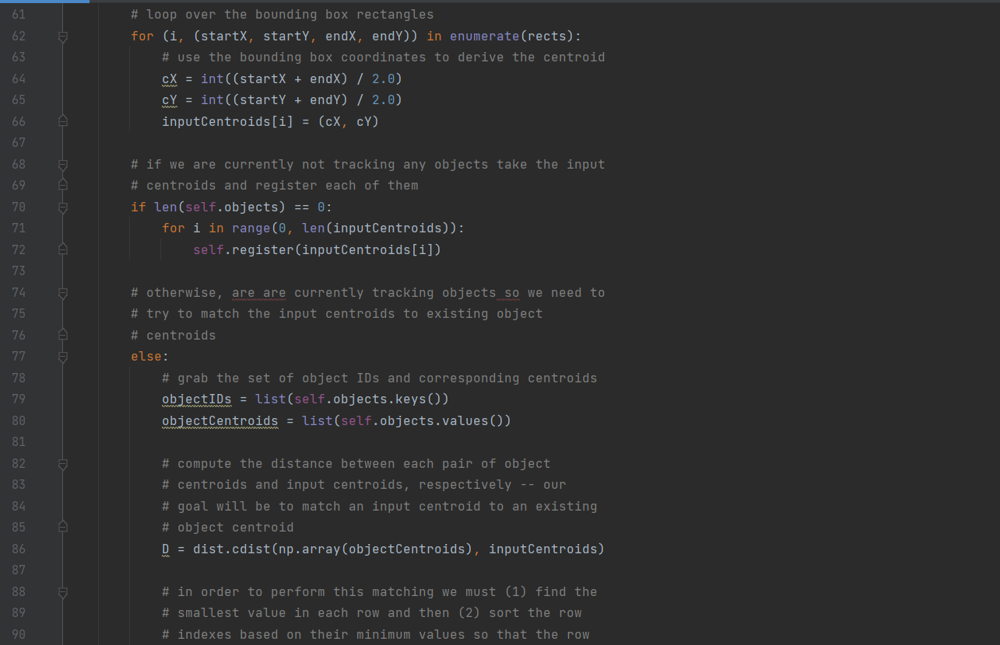 61 # loop over the bounding box rectangles
62 for (i, (startX, startY, endX, endY)) in enumerate(rects):
63 # use the bounding box coordinates to derive the centroid
64 cX = int((startX + endX) / 2.0)
65 cY = int((startY + endY) / 2.0)
66 inputCentroids[i] = (cX, cY)
67
68 # if we are currently not tracking any objects take the input
69 # centroids and register each of them
70 if len(self.objects) == 0:
71 for i in range(0, len(inputCentroids)):
72 self.register(inputCentroids[i])
73
74 # otherwise, are are currently tracking objects so we need to
75 # try to match the input centroids to existing object
76 # centroids
77 else:
78 # grab the set of object IDs and corresponding centroids
79 objectIDs = list(self.objects.keys())
80 objectCentroids = list(self.objects.values())
81
82 # compute the distance between each pair of object
83 # centroids and input centroids, respectively -- our
84 # goal will be to match an input centroid to an existing
85 # object centroid
86 D = dist.cdist(np.array(objectCentroids), inputCentroids)
87
88 # in order to perform this matching we must (1) find the
89 # smallest value in each row and then (2) sort the row
90 # indexes based on their minimum values so that the row